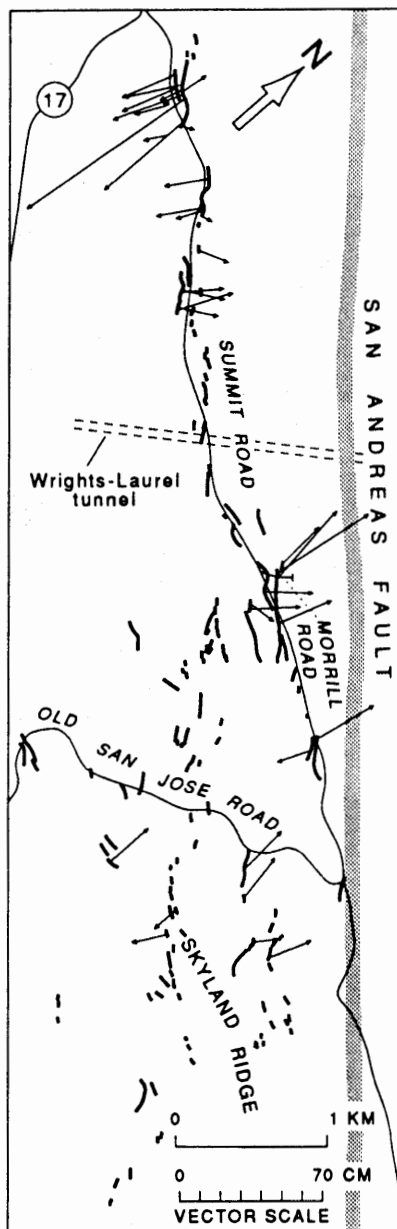 N
17
SAN ANDREAS FAULT
SUMMIT ROAD
Wrights-Laurel
tunnel
MORRILL
ROAD
OLD SAN JOSE ROAD
SKYLAND RIDGE
0 1 KM
0 70 CM
VECTOR SCALE